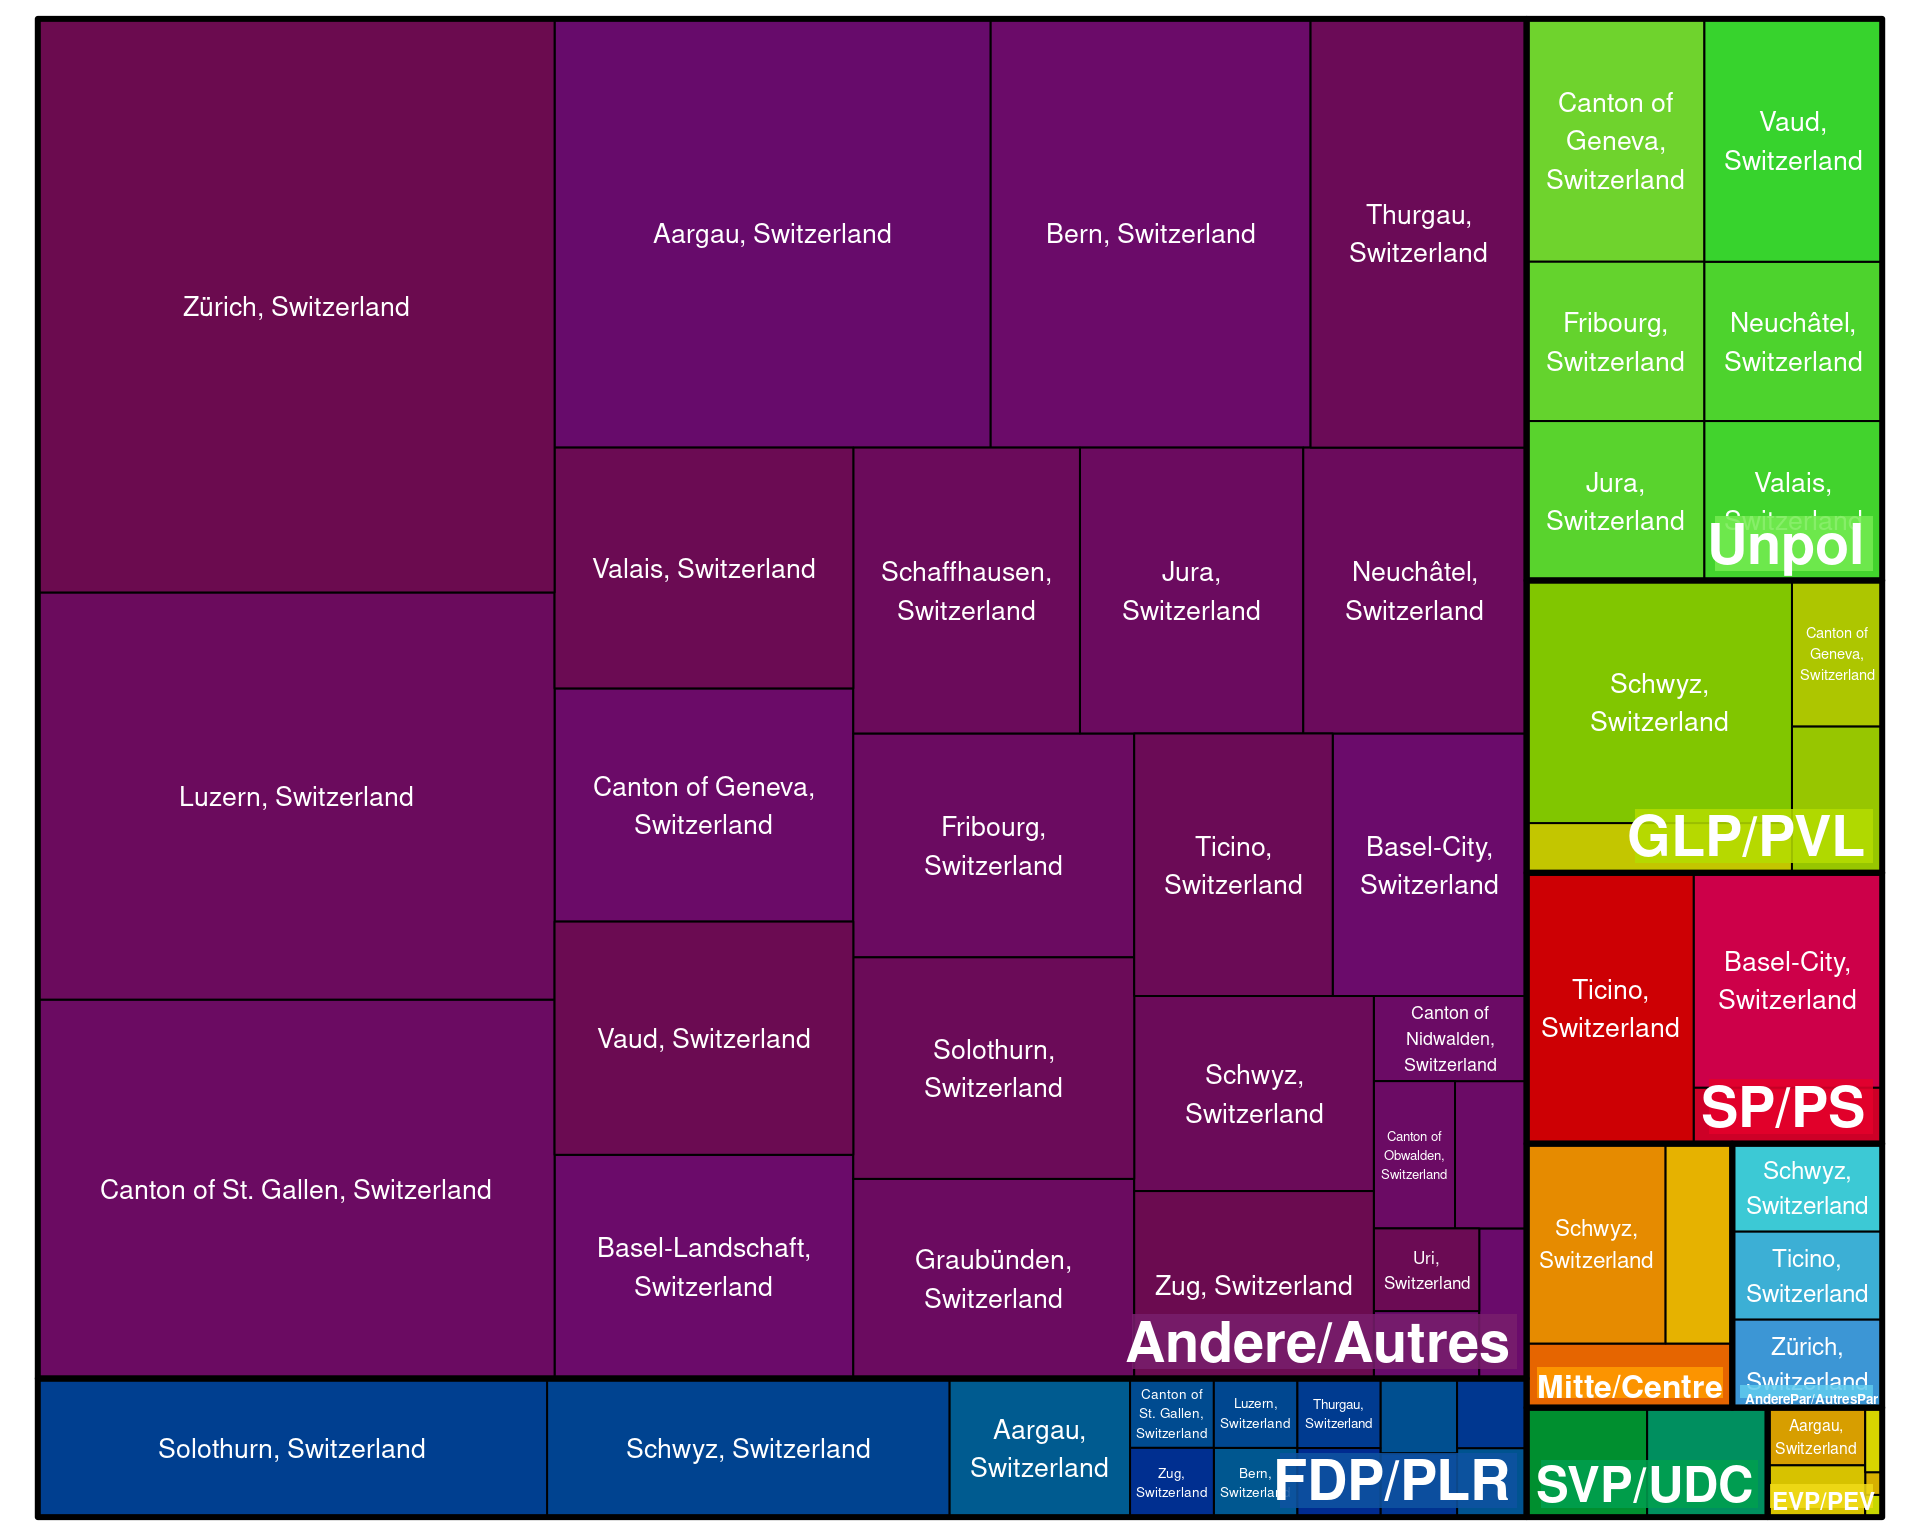 Zürich, Switzerland
Luzern, Switzerland
Canton of St. Gallen, Switzerland
Aargau, Switzerland
Bern, Switzerland
Thurgau,
Switzerland
Valais, Switzerland
Schaffhausen,
Switzerland
Jura,
Switzerland
Neuchâtel,
Switzerland
Canton of Geneva,
Switzerland
Vaud, Switzerland
Basel-Landschaft,
Switzerland
Fribourg,
Switzerland
Solothurn,
Switzerland
Graubünden,
Switzerland
Ticino,
Switzerland
Basel-City,
Switzerland
Schwyz,
Switzerland
Zug, Switzerland
Canton of
Nidwalden,
Switzerland
Canton of
Obwalden,
Switzerland
Uri,
Switzerland
Andere/Autres
Solothurn, Switzerland
Schwyz, Switzerland
Aargau,
Switzerland
Canton of
St. Gallen,
Switzerland
Luzern,
Switzerland
Thurgau,
Switzerland
Zug,
Switzerland
Bern,
Switzerland
FDP/PLR
Canton of
Geneva,
Switzerland
Vaud,
Switzerland
Fribourg,
Switzerland
Neuchâtel,
Switzerland
Jura,
Switzerland
Valais,
Switzerland
Unpol
Schwyz,
Switzerland
Canton of
Geneva,
Switzerland
GLP/PVL
Ticino,
Switzerland
Basel-City,
Switzerland
SP/PS
Schwyz,
Switzerland
Mitte/Centre
Schwyz,
Switzerland
Ticino,
Switzerland
Zürich,
Switzerland
AnderePar/AutresPar
SVP/UDC
Aargau,
Switzerland
EVP/PEV